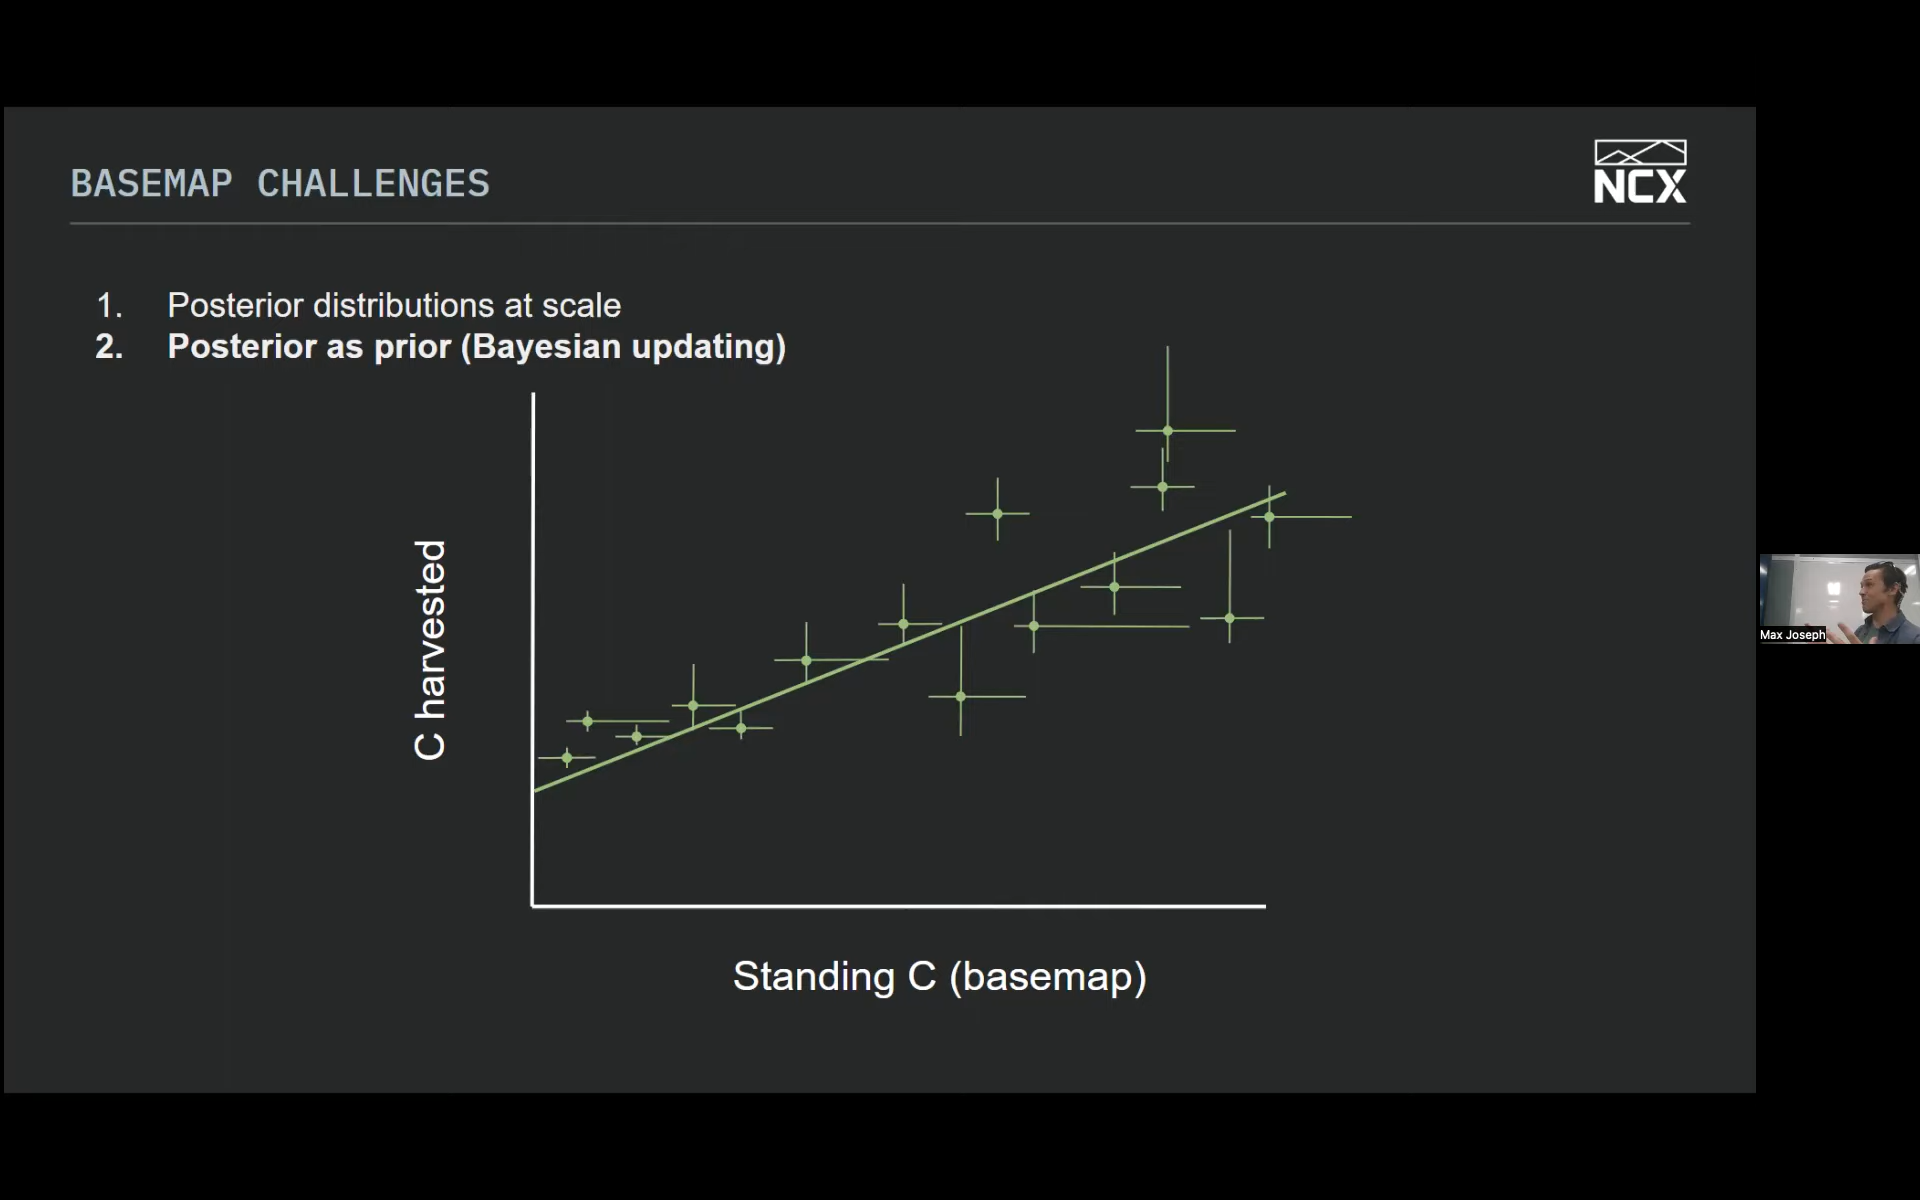 BASEMAP CHALLENGES
NCX
1. Posterior distributions at scale
2. Posterior as prior (Bayesian updating)
C harvested
Standing C (basemap)
Max Joseph